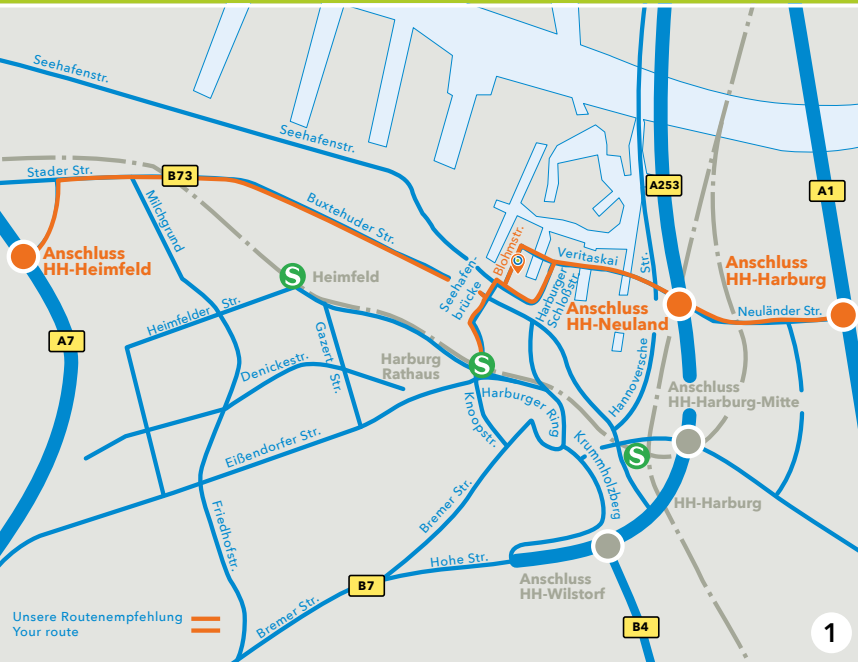 Seehafenstr.
Seehafenstr.
Stader Str.
B73
Milchgrund
Buxtehuder Str.
A253
A1
Anschluss
HH-Heimfeld
S
Heimfeld
Seehafen-
brücke
Blohmstr.
Veritaskai
Harburger
Schloßstr.
Str.
Hannoversche
Anschluss
HH-Harburg
Anschluss
HH-Neuland
Neuländer Str.
Heimfelder Str.
A7
Gazert Str.
Denickestr.
Harburg
Rathaus
S
Anschluss
HH-Harburg-Mitte
Knoopstr.
Harburger Ring
Eißendorfer Str.
Krummholzberg
S
HH-Harburg
Friedhofstr.
Bremer Str.
Hohe Str.
B7
Anschluss
HH-Wilstorf
Bremer Str.
B4
Unsere Routenempfehlung
Your route
1